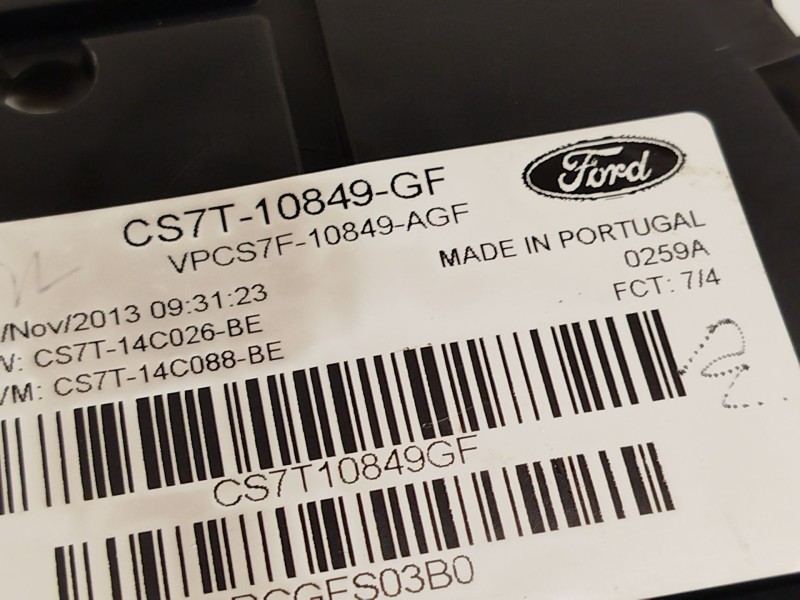 Ford
CS7T-10849-GF
VPCS7F-10849-AGF
MADE IN PORTUGAL
0259A
FCT: 7/4
/Nov/2013 09:31:23
: CS7T-14C026-BE
/M: CS7T-14C088-BE
CS7T10849GF